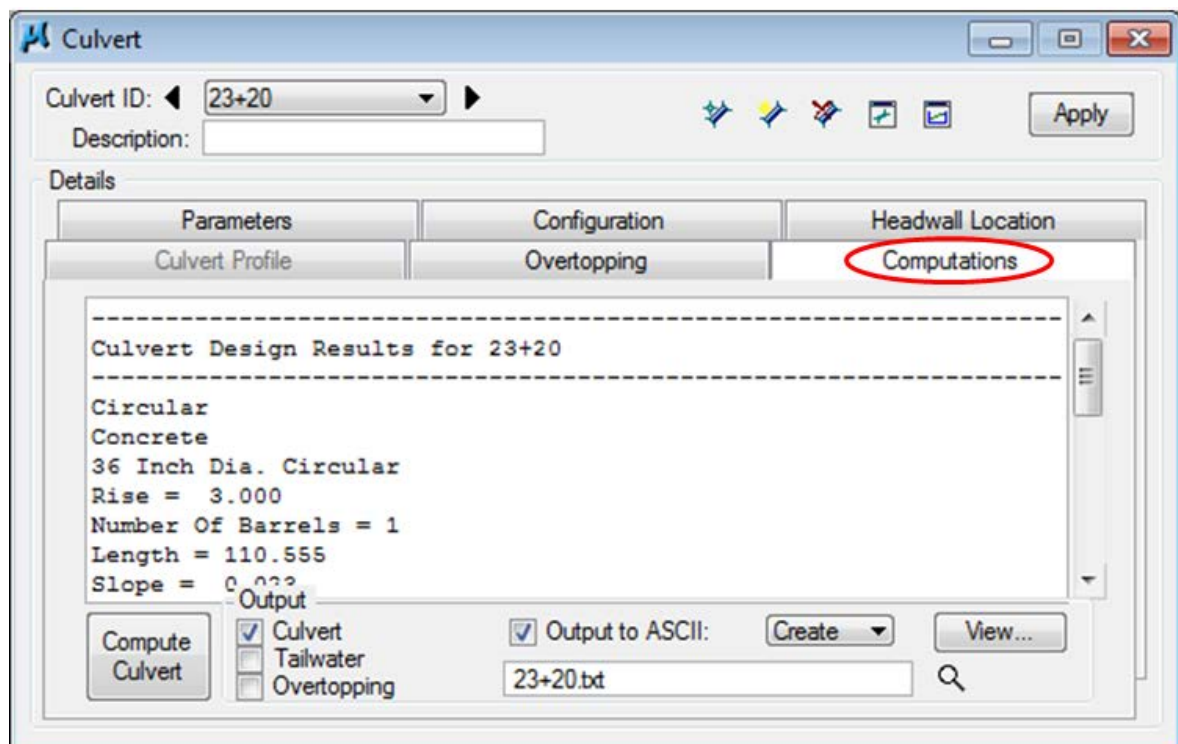 Culvert
Culvert ID: 23+20
Apply
Description:
Details
Parameters Configuration Headwall Location
Culvert Profile Overtopping Computations
--------------------------------------------------------------------
Culvert Design Results for 23+20
--------------------------------------------------------------------
Circular
Concrete
36 Inch Dia. Circular
Rise = 3.000
Number Of Barrels = 1
Length = 110.555
Slope =
Output
Compute Culvert
Culvert
Tailwater
Overtopping
Output to ASCII: Create View...
23+20.txt